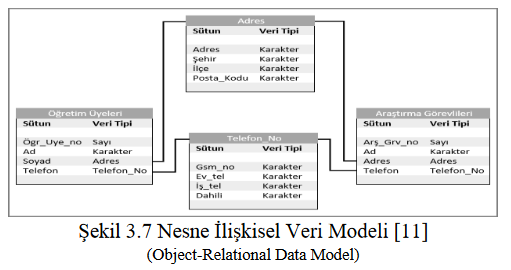 Adres
Sütun Veri Tipi
Adres Karakter
Şehir Karakter
İlçe Karakter
Posta_Kodu Karakter
Öğretim Üyeleri
Sütun Veri Tipi
Ögr_Uye_no Sayı
Ad Karakter
Soyad Adres
Telefon Telefon_No
Telefon_No
Sütun Veri Tipi
Gsm_no Karakter
Ev_tel Karakter
İş_tel Karakter
Dahili Karakter
Araştırma Görevlileri
Sütun Veri Tipi
Arş_Grv_no Sayı
Ad Karakter
Adres Adres
Telefon Telefon_No
Şekil 3.7 Nesne İlişkisel Veri Modeli [11]
(Object-Relational Data Model)